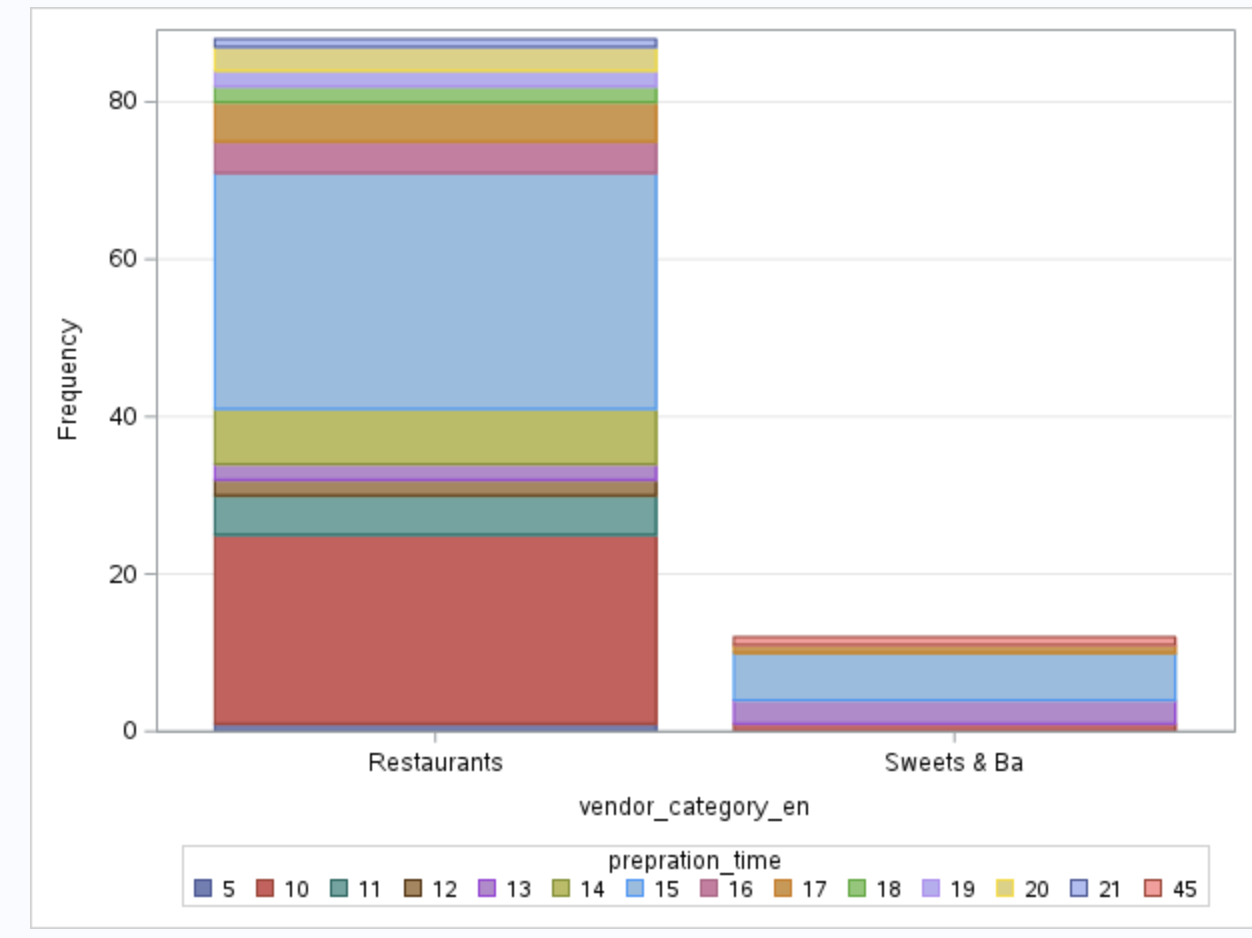 80
60
40
20
0
Frequency
Restaurants
Sweets & Ba
vendor_category_en
prepration_time
5 10 11 12 13 14 15 16 17 18 19 20 21 45